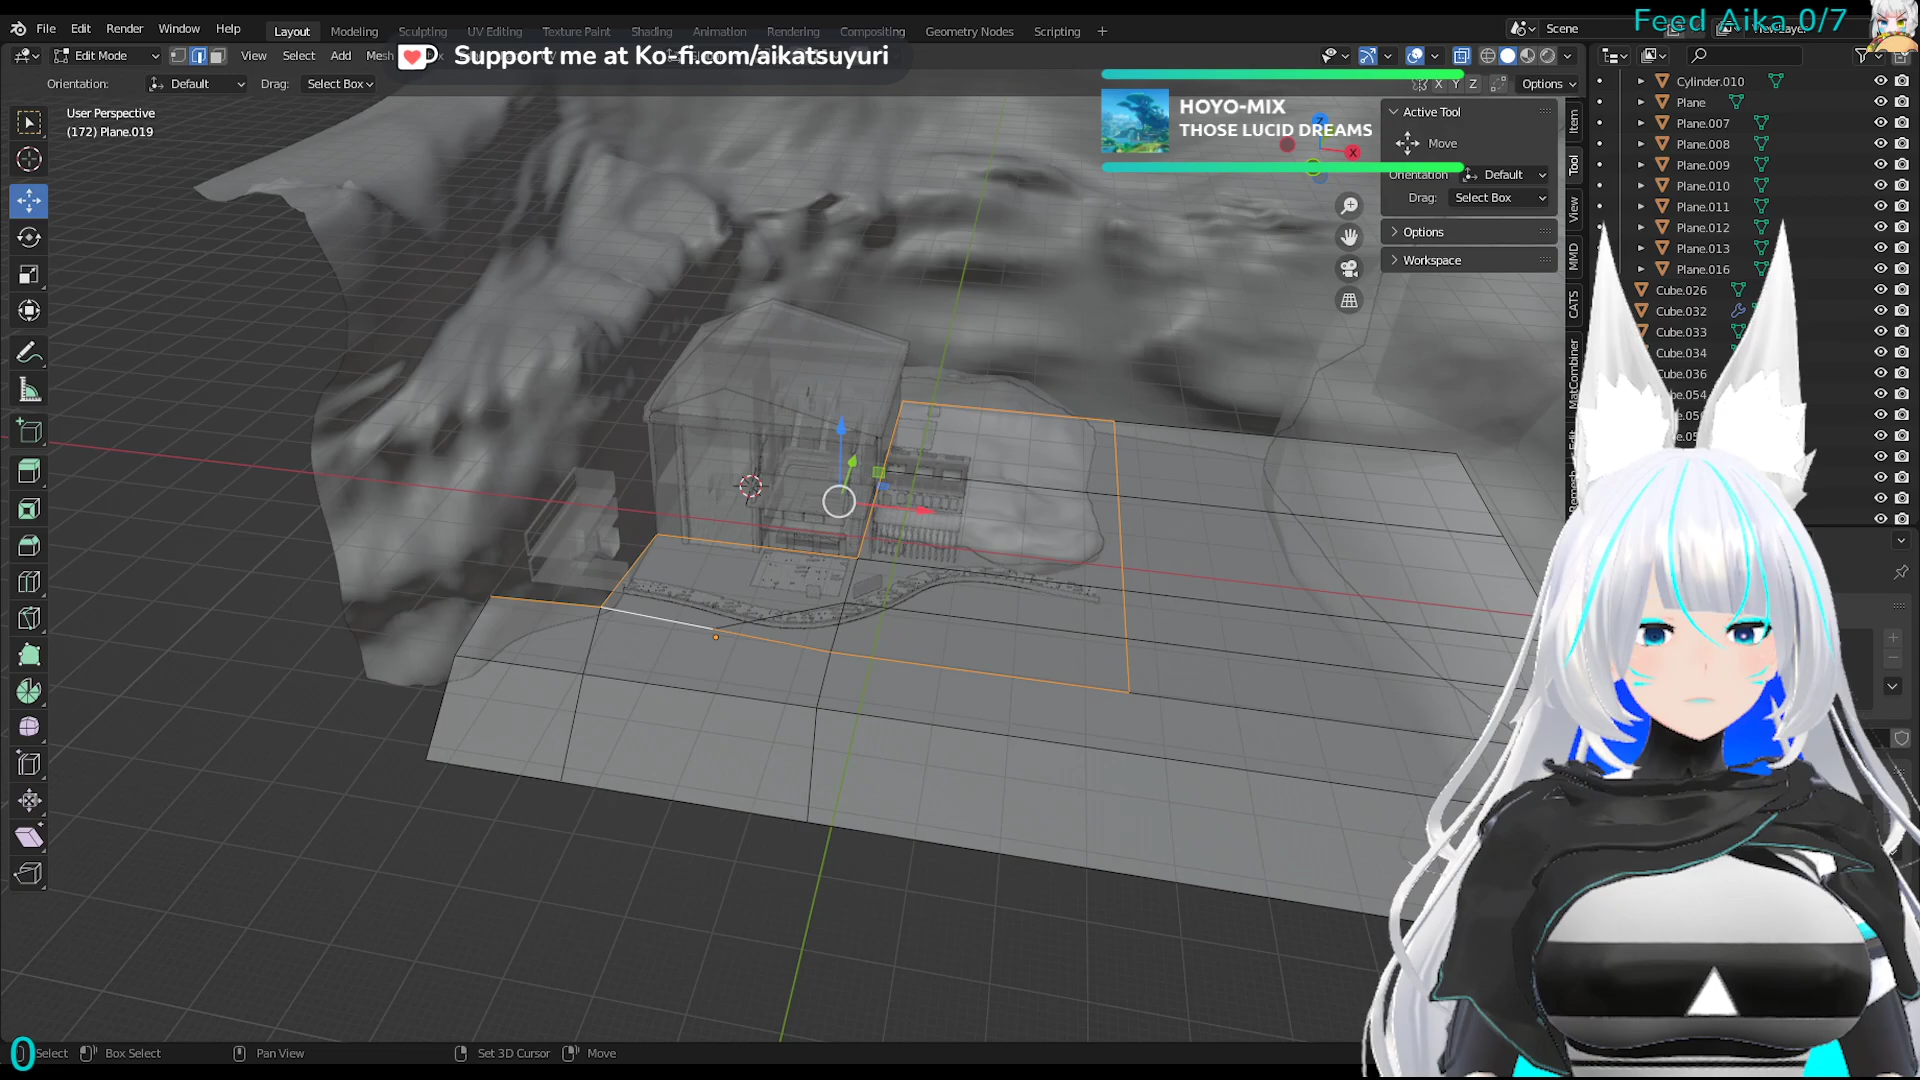 File Edit Render Window Help Layout Modeling Sculpting UV Editing Texture Paint Shading Animation Rendering Compositing Geometry Nodes Scripting +
Scene
Feed Aika 0/7
Edit Mode View Select Add Mesh
Support me at Ko-fi.com/aikatsuyuri
Orientation: Default Drag: Select Box
X Y Z Options
User Perspective
(172) Plane.019
HOYO-MIX
THOSE LUCID DREAMS
Z
X
Active Tool
Move
Orientation Default
Drag: Select Box
Options
Workspace
Item
Tool
View
MMD
CATS
MatCombiner
Cylinder.010
Plane
Plane.007
Plane.008
Plane.009
Plane.010
Plane.011
Plane.012
Plane.013
Plane.016
Cube.026
Cube.032
Cube.033
Cube.034
0 Select Box Select Pan View Set 3D Cursor Move